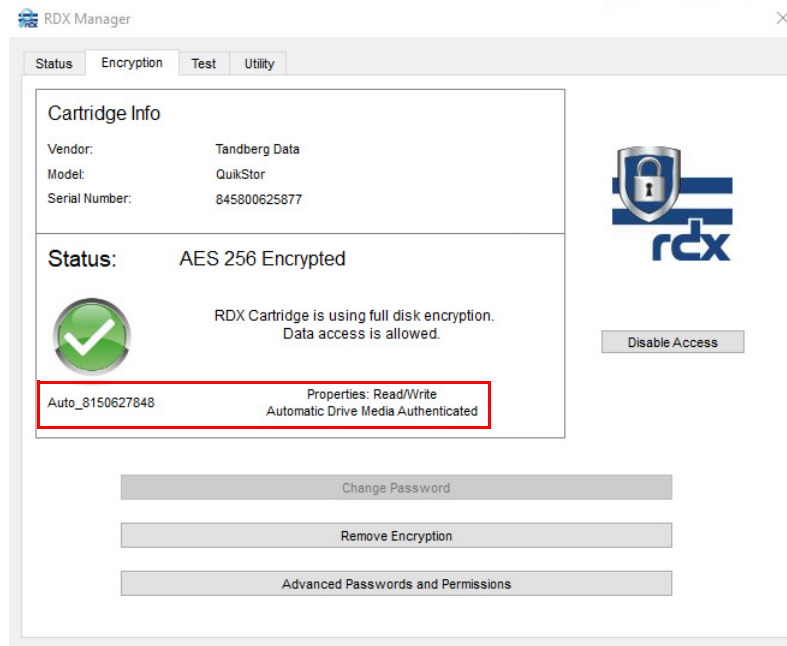 RDX Manager
Status Encryption Test Utility
Cartridge Info
Vendor: Tandberg Data
Model: QuikStor
Serial Number: 845800625877
rdx
Status: AES 256 Encrypted
RDX Cartridge is using full disk encryption.
Data access is allowed.
Disable Access
Auto_8150627848 Properties: Read/Write
Automatic Drive Media Authenticated
Change Password
Remove Encryption
Advanced Passwords and Permissions